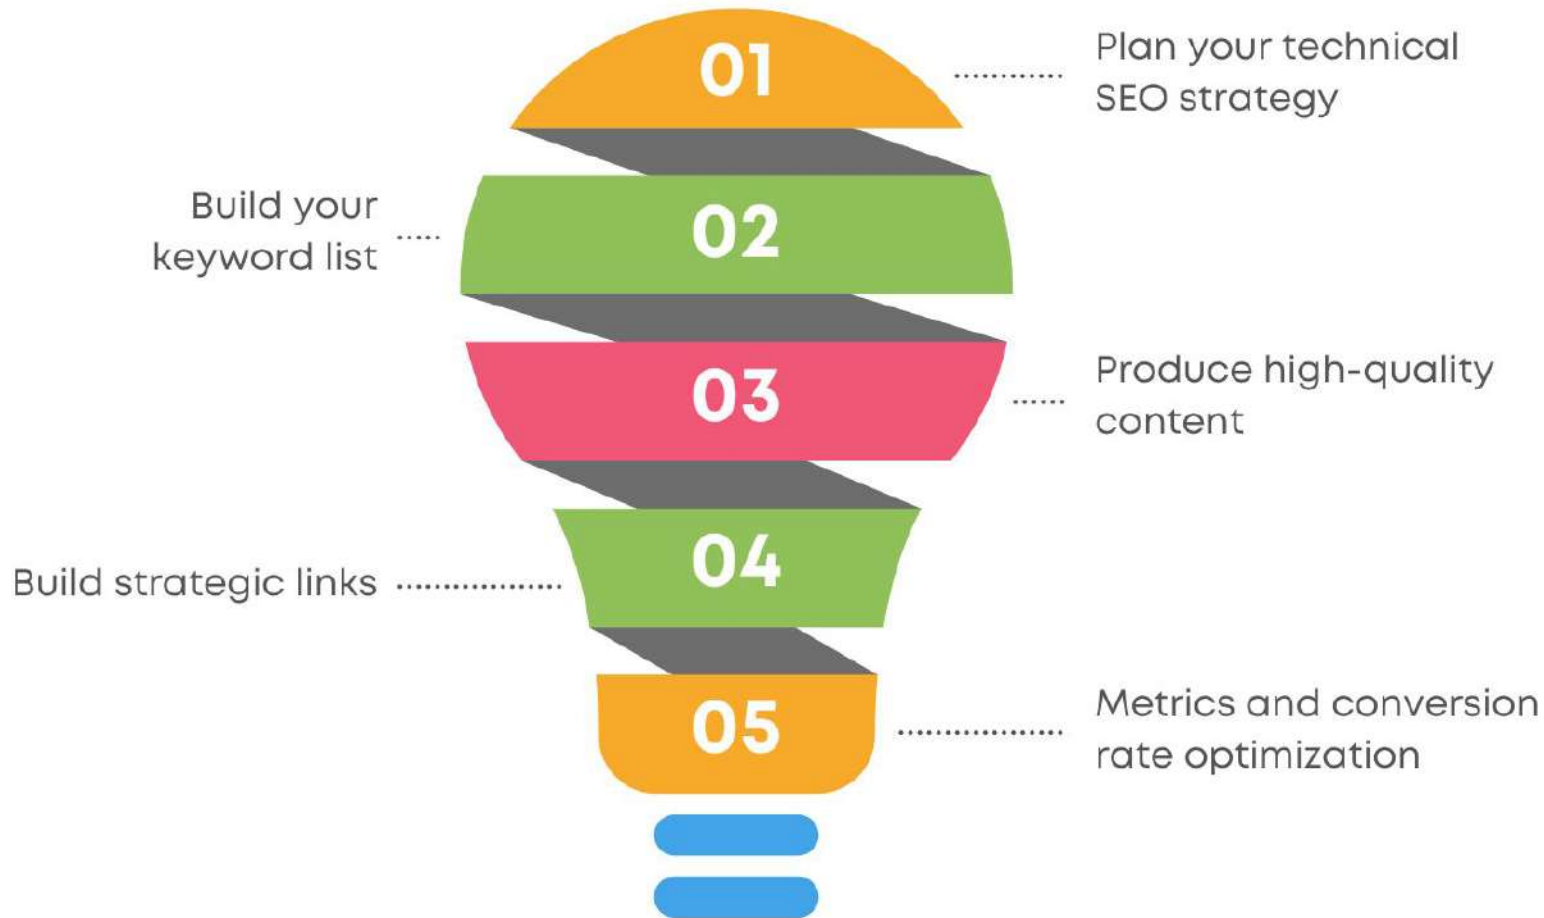 01
Plan your technical
SEO strategy
Build your
keyword list
02
03
Produce high-quality
content
Build strategic links
04
05
Metrics and conversion
rate optimization